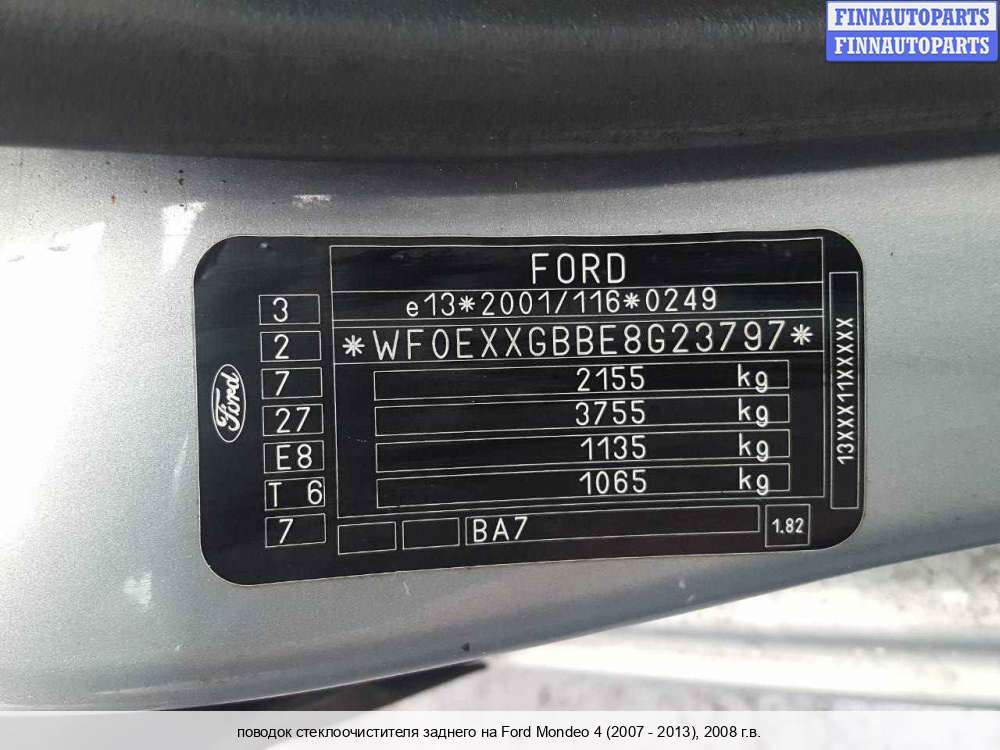 FINNAUTOPARTS
FINNAUTOPARTS
FORD
e13*2001/116*0249
*WF0EXXGBBE8G23797*
2155 kg
3755 kg
1135 kg
1065 kg
3
2
7
27
E8
T 6
7
Ford
BA7
1.82
13XXX11XXXXX
поводок стеклоочистителя заднего на Ford Mondeo 4 (2007 - 2013), 2008 г.в.